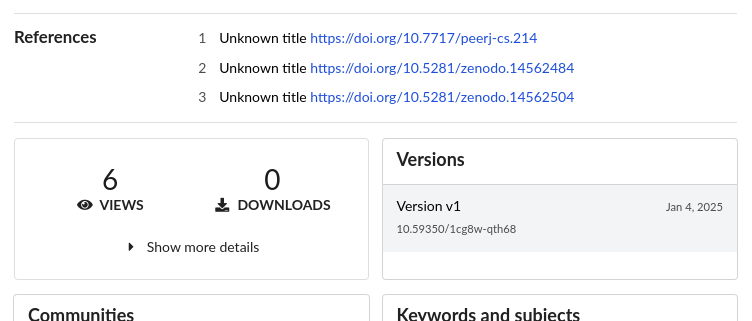 References
1 Unknown title https://doi.org/10.7717/peerj-cs.214
2 Unknown title https://doi.org/10.5281/zenodo.14562484
3 Unknown title https://doi.org/10.5281/zenodo.14562504
6
VIEWS
0
DOWNLOADS
Show more details
Versions
Version v1
Jan 4, 2025
10.59350/1cg8w-qth68
Communities
Keywords and subjects